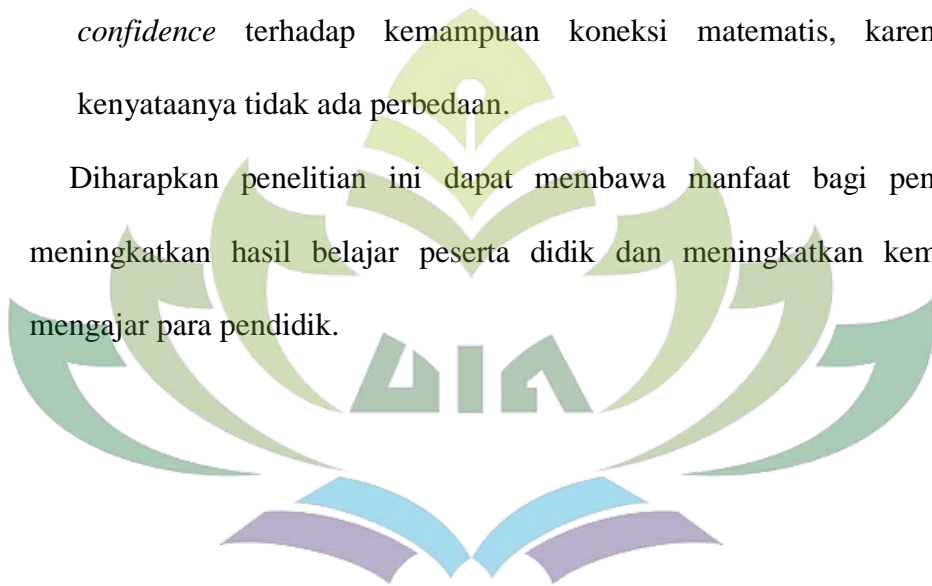 confidence terhadap kemampuan koneksi matematis, karen
kenyataanya tidak ada perbedaan.
Diharapkan penelitian ini dapat membawa manfaat bagi pen
meningkatkan hasil belajar peserta didik dan meningkatkan kem
mengajar para pendidik.
UIN